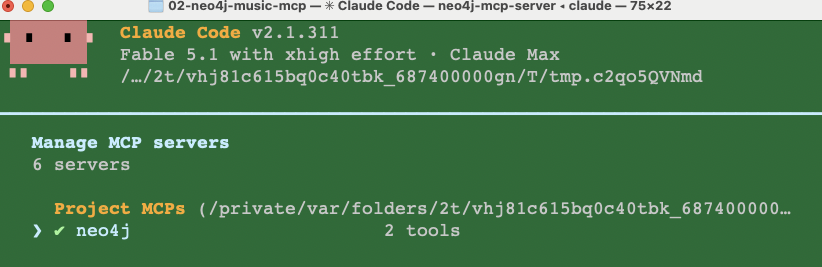 02-neo4j-music-mcp — ✳ Claude Code — neo4j-mcp-server ◂ claude — 75×22
Claude Code v2.1.311
Fable 5.1 with xhigh effort · Claude Max
/…/2t/vhj81c615bq0c40tbk_687400000gn/T/tmp.c2qo5QVNmd
Manage MCP servers
6 servers
Project MCPs (/private/var/folders/2t/vhj81c615bq0c40tbk_687400000…
❯ ✔ neo4j 2 tools